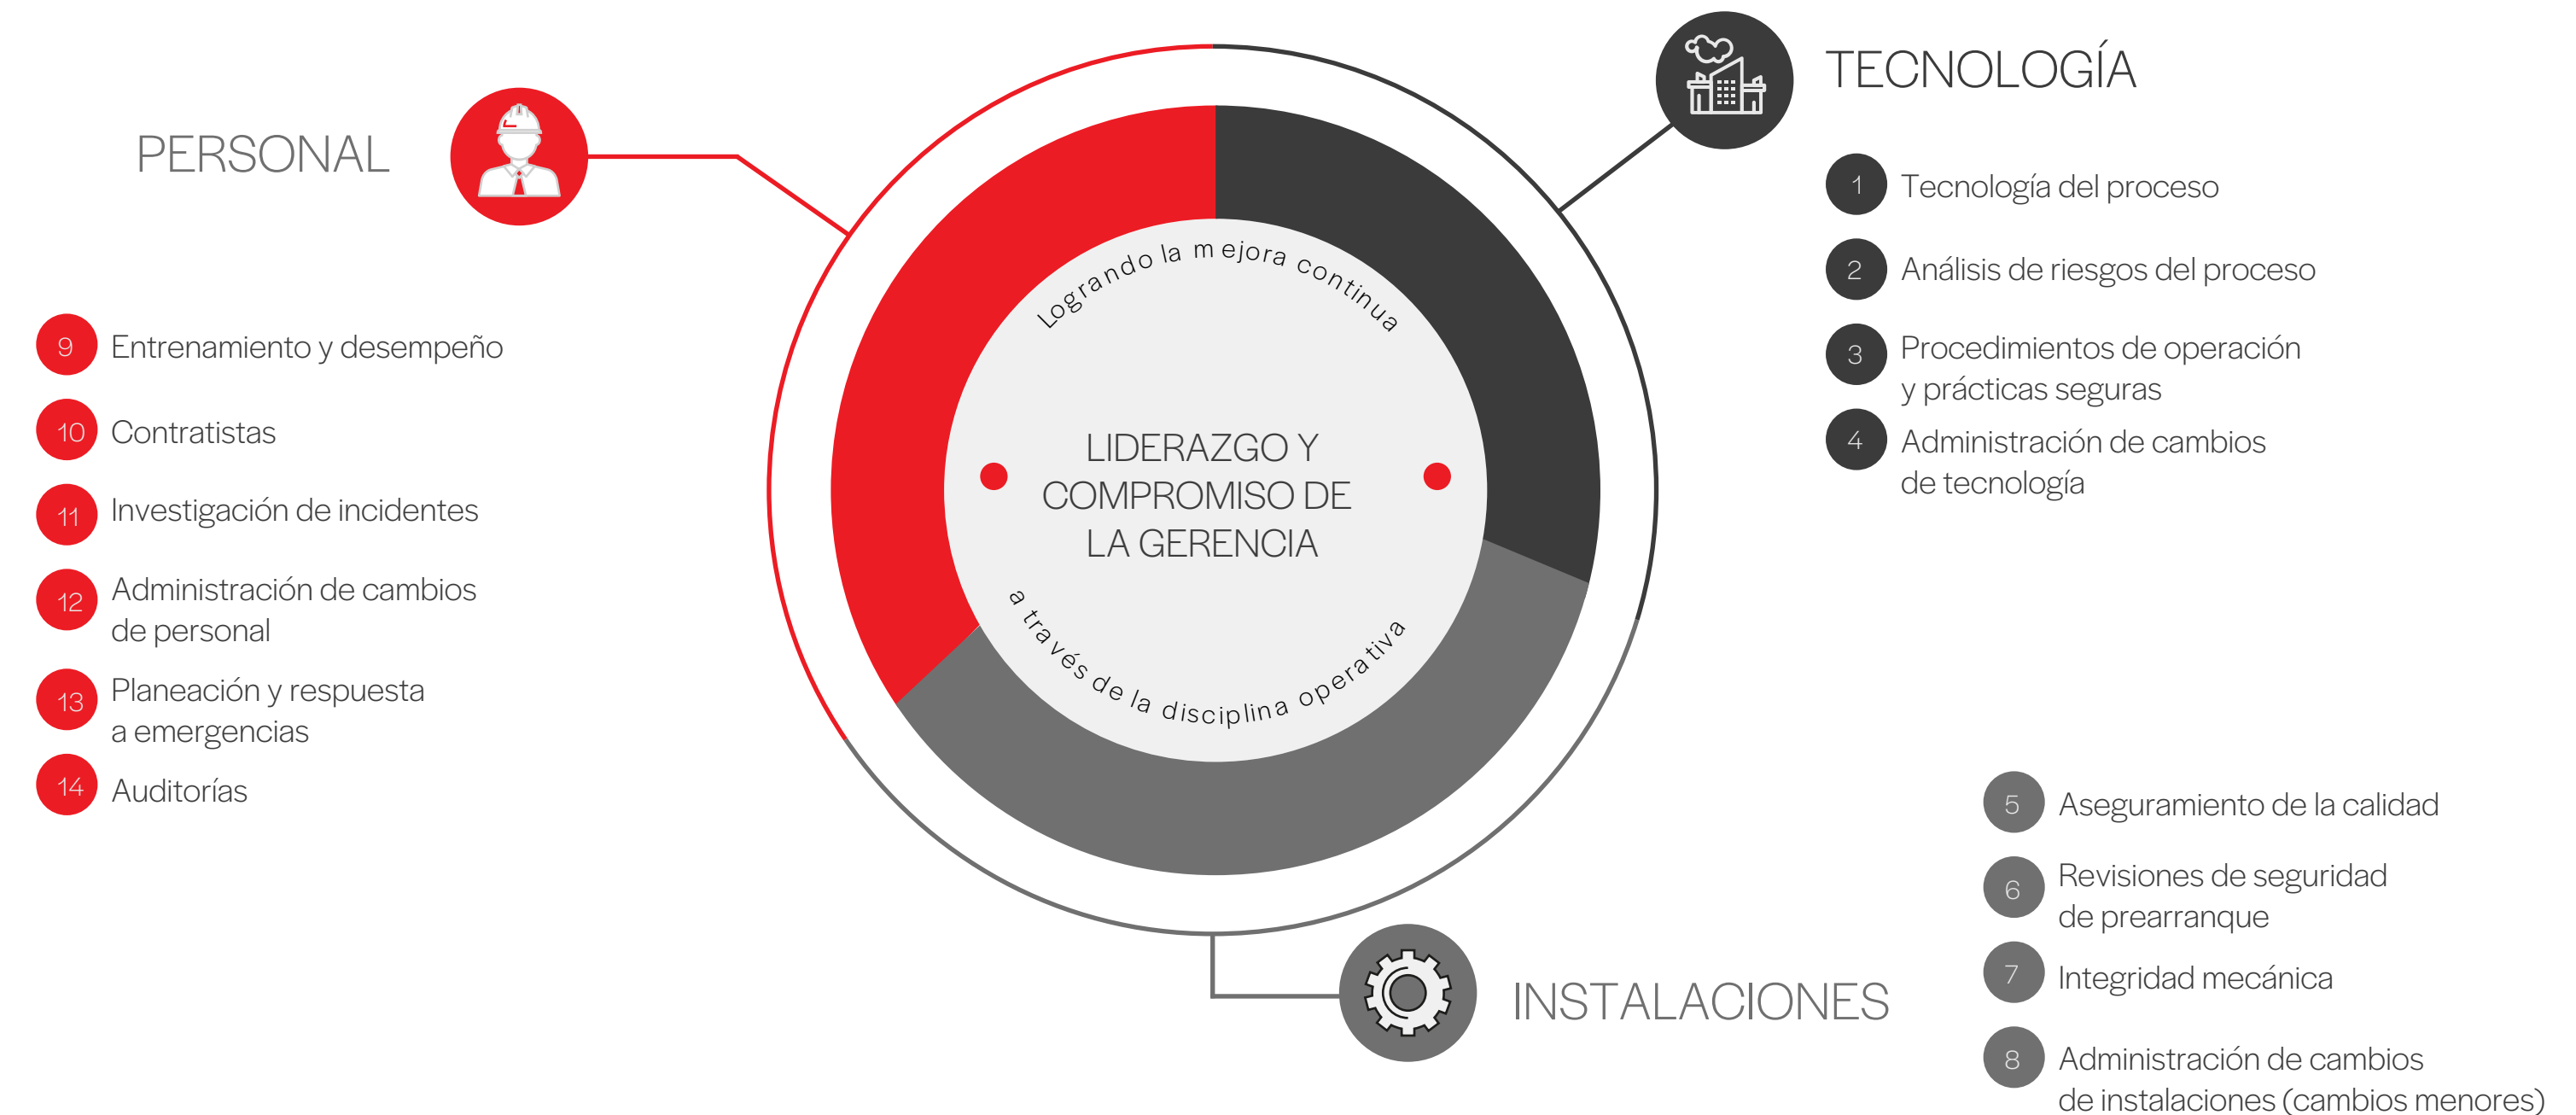 TECNOLOGÍA
1 Tecnología del proceso
2 Análisis de riesgos del proceso
3 Procedimientos de operación
y prácticas seguras
4 Administración de cambios
de tecnología
INSTALACIONES
5 Aseguramiento de la calidad
6 Revisiones de seguridad
de prearranque
7 Integridad mecánica
8 Administración de cambios
de instalaciones (cambios menores)
PERSONAL
9 Entrenamiento y desempeño
10 Contratistas
11 Investigación de incidentes
12 Administración de cambios
de personal
13 Planeación y respuesta
a emergencias
14 Auditorías
Logrando la mejora continua
LIDERAZGO Y
COMPROMISO DE
LA GERENCIA
a través de la disciplina operativa